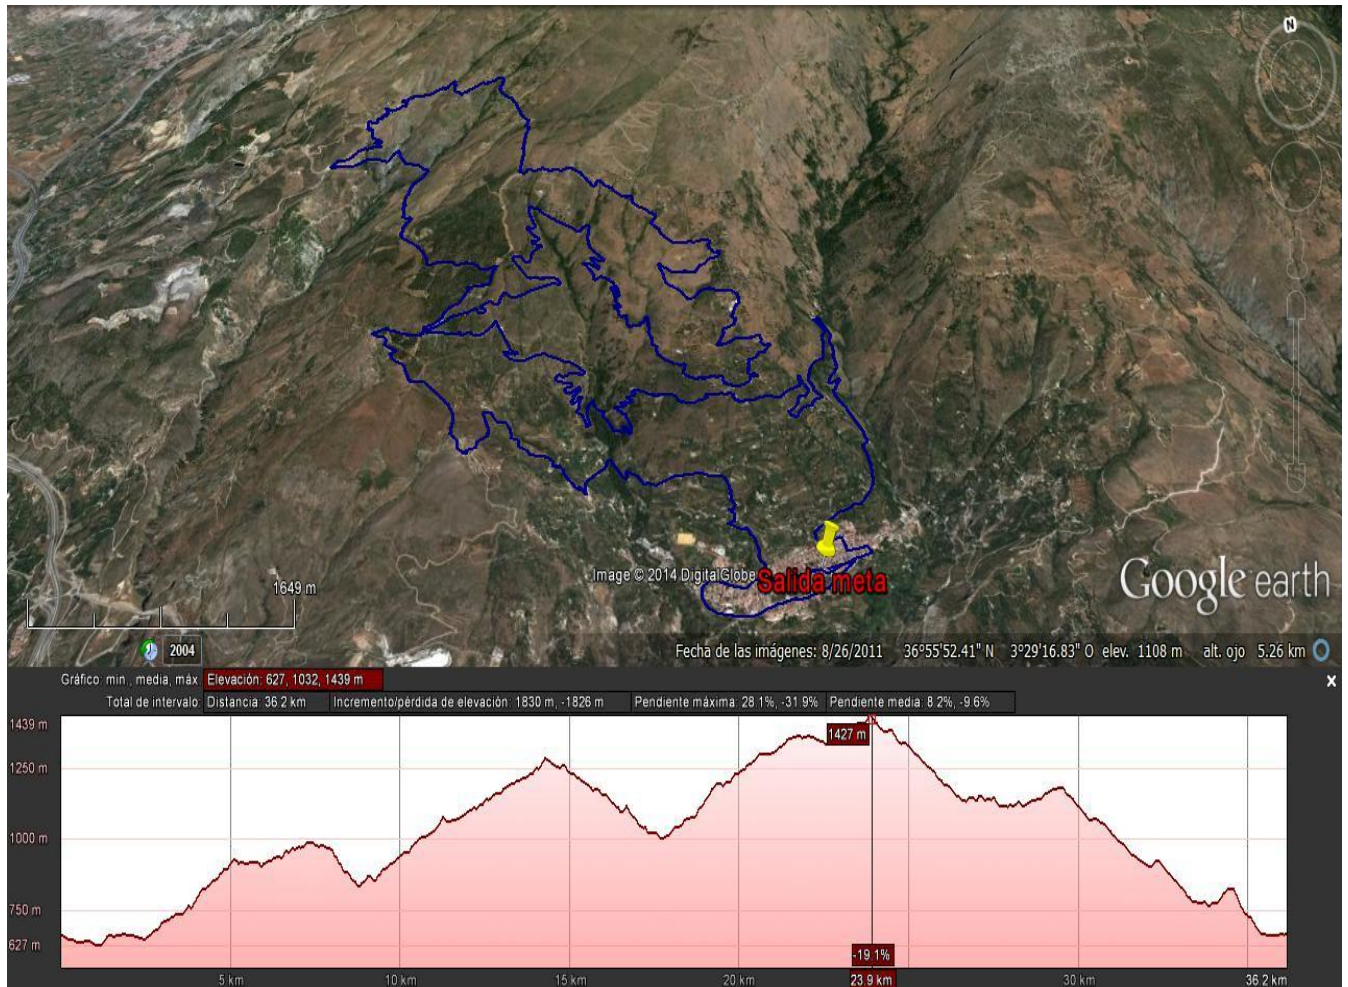 N
Image © 2014 DigitalGlobe
Salida meta
Google earth
1649 m
2004
Fecha de las imágenes: 8/26/2011 36°55'52.41" N 3°29'16.83" O elev. 1108 m alt. ojo 5.26 km
Gráfico: min., media, máx Elevación: 627, 1032, 1439 m
Total de intervalo: Distancia: 36.2 km Incremento/pérdida de elevación: 1830 m, -1826 m Pendiente máxima: 28.1%, -31.9% Pendiente media: 8.2%, -9.6%
1439 m
1427 m
1250 m
1000 m
750 m
627 m
-19.1%
5 km 10 km 15 km 20 km 23.9 km 30 km 36.2 km